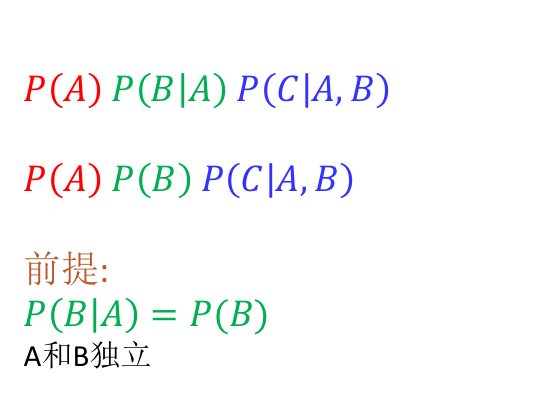 P(A) P(B|A) P(C|A, B)
P(A) P(B) P(C|A, B)
前提:
P(B|A) = P(B)
A和B独立